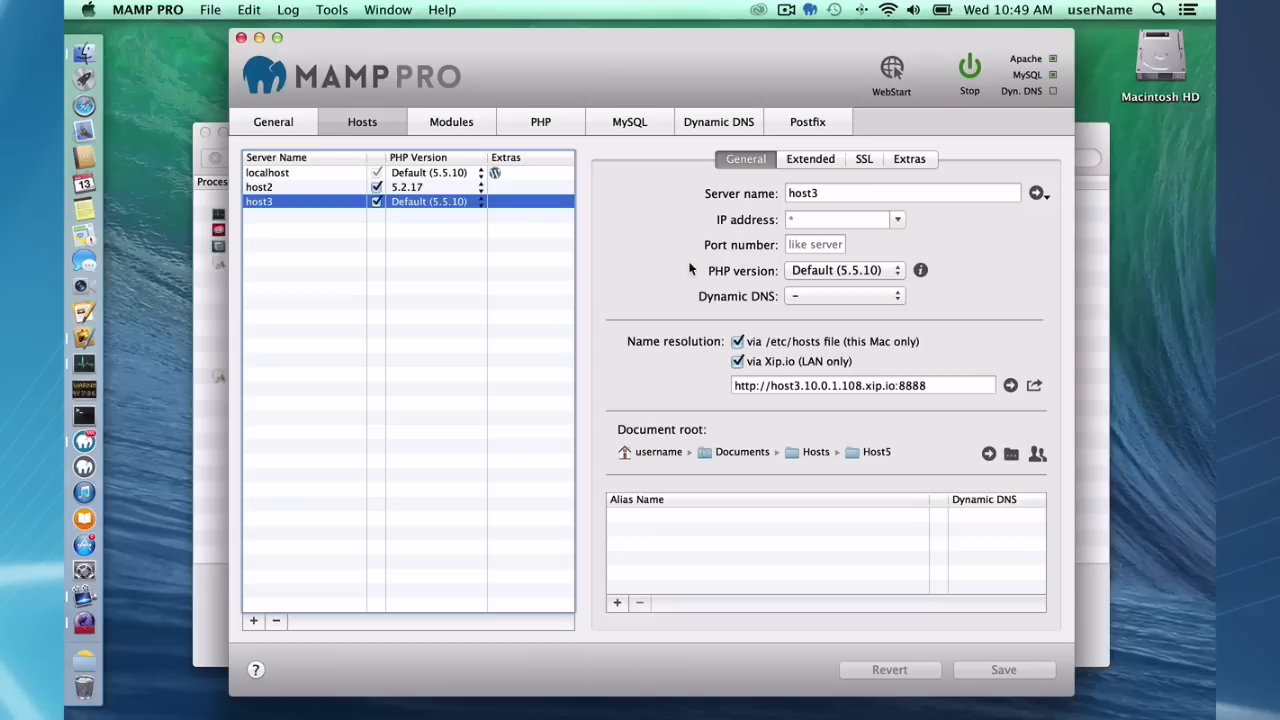 MAMP PRO File Edit Log Tools Window Help Wed 10:49 AM userName
MAMP PRO
WebStart
Stop
Apache
MySQL
Dyn. DNS
Macintosh HD
General Hosts Modules PHP MySQL Dynamic DNS Postfix
Proces
13
Server Name PHP Version Extras
localhost Default (5.5.10)
host2 5.2.17
host3 Default (5.5.10)
General Extended SSL Extras
Server name: host3
IP address: *
Port number: like server
PHP version: Default (5.5.10)
Dynamic DNS: –
Name resolution: via /etc/hosts file (this Mac only)
via Xip.io (LAN only)
http://host3.10.0.1.108.xip.io:8888
Document root:
username Documents Hosts Host5
Alias Name Dynamic DNS
+ −
+ −
? Revert Save